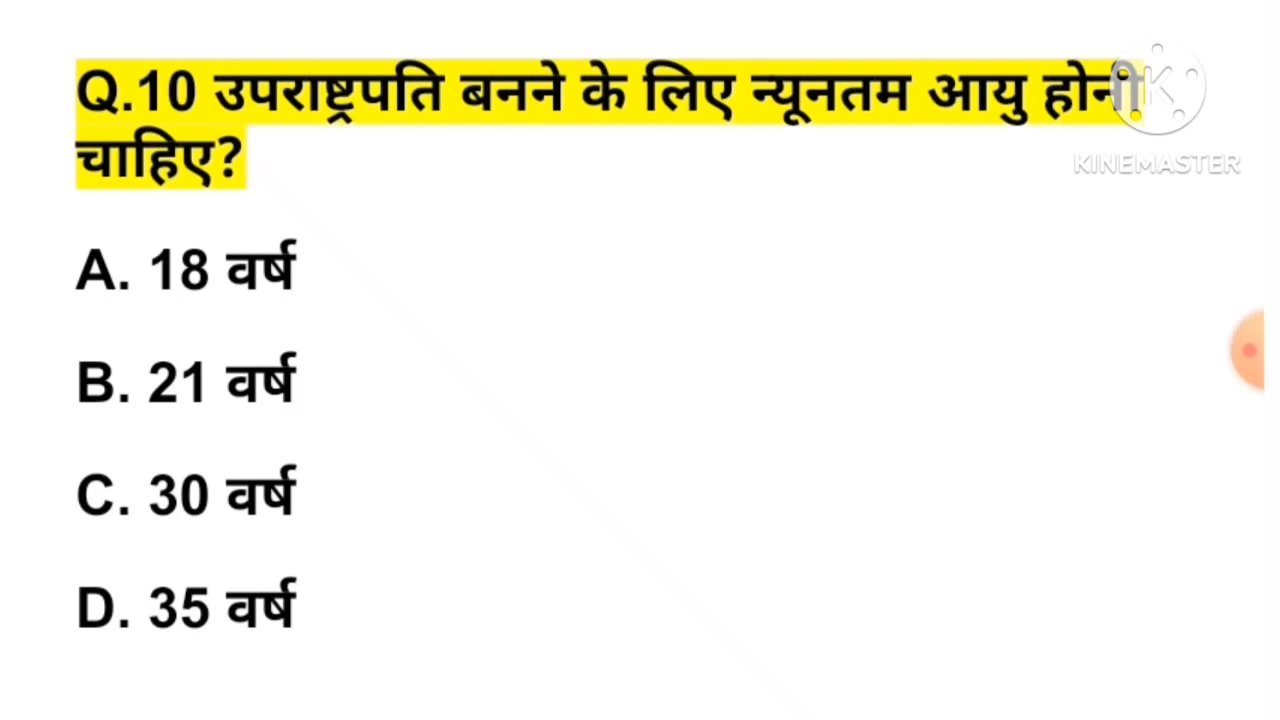 Q.10 उपराष्ट्रपति बनने के लिए न्यूनतम आयु होनी
चाहिए?
KINEMASTER
A. 18 वर्ष
B. 21 वर्ष
C. 30 वर्ष
D. 35 वर्ष